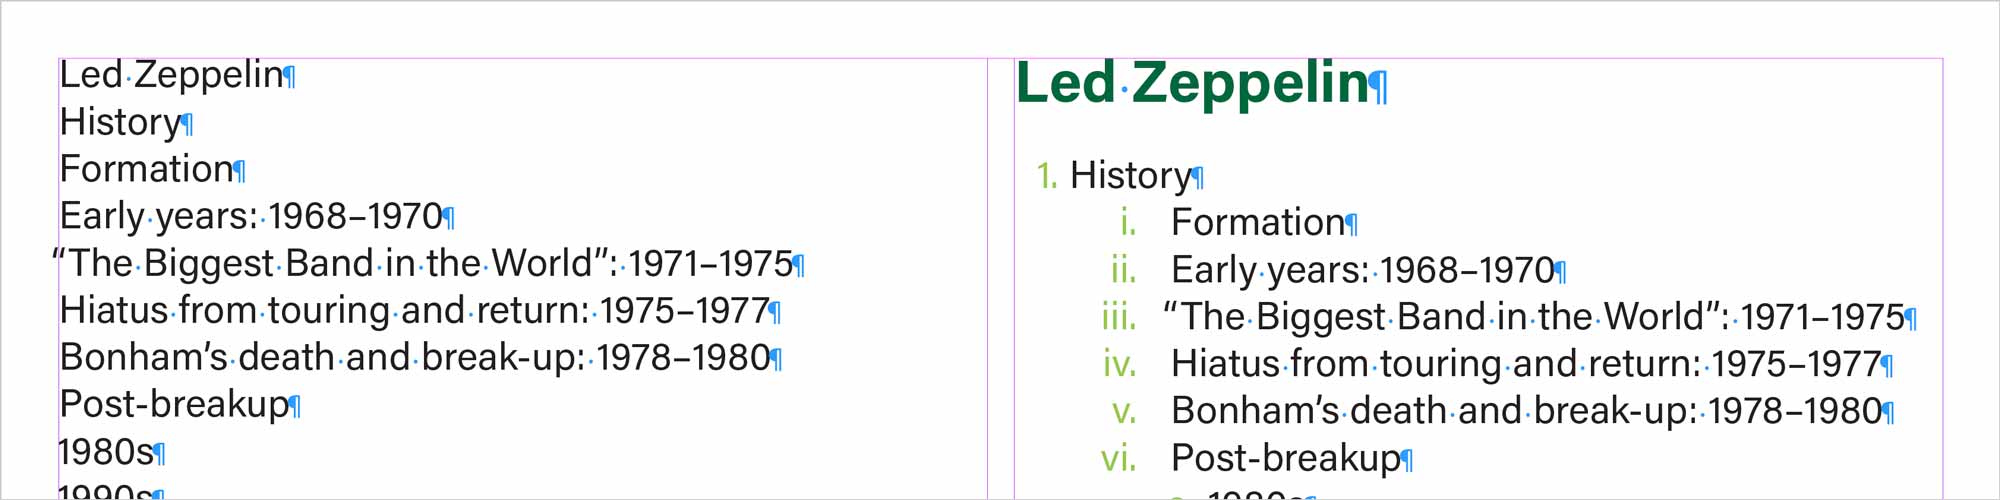 Led Zeppelin¶
History¶
Formation¶
Early years: 1968–1970¶
“The Biggest Band in the World”: 1971–1975¶
Hiatus from touring and return: 1975–1977¶
Bonham’s death and break-up: 1978–1980¶
Post-breakup¶
1980s¶
1990s¶
Led Zeppelin¶
1. History¶
i. Formation¶
ii. Early years: 1968–1970¶
iii. “The Biggest Band in the World”: 1971–1975¶
iv. Hiatus from touring and return: 1975–1977¶
v. Bonham’s death and break-up: 1978–1980¶
vi. Post-breakup¶
1980s¶